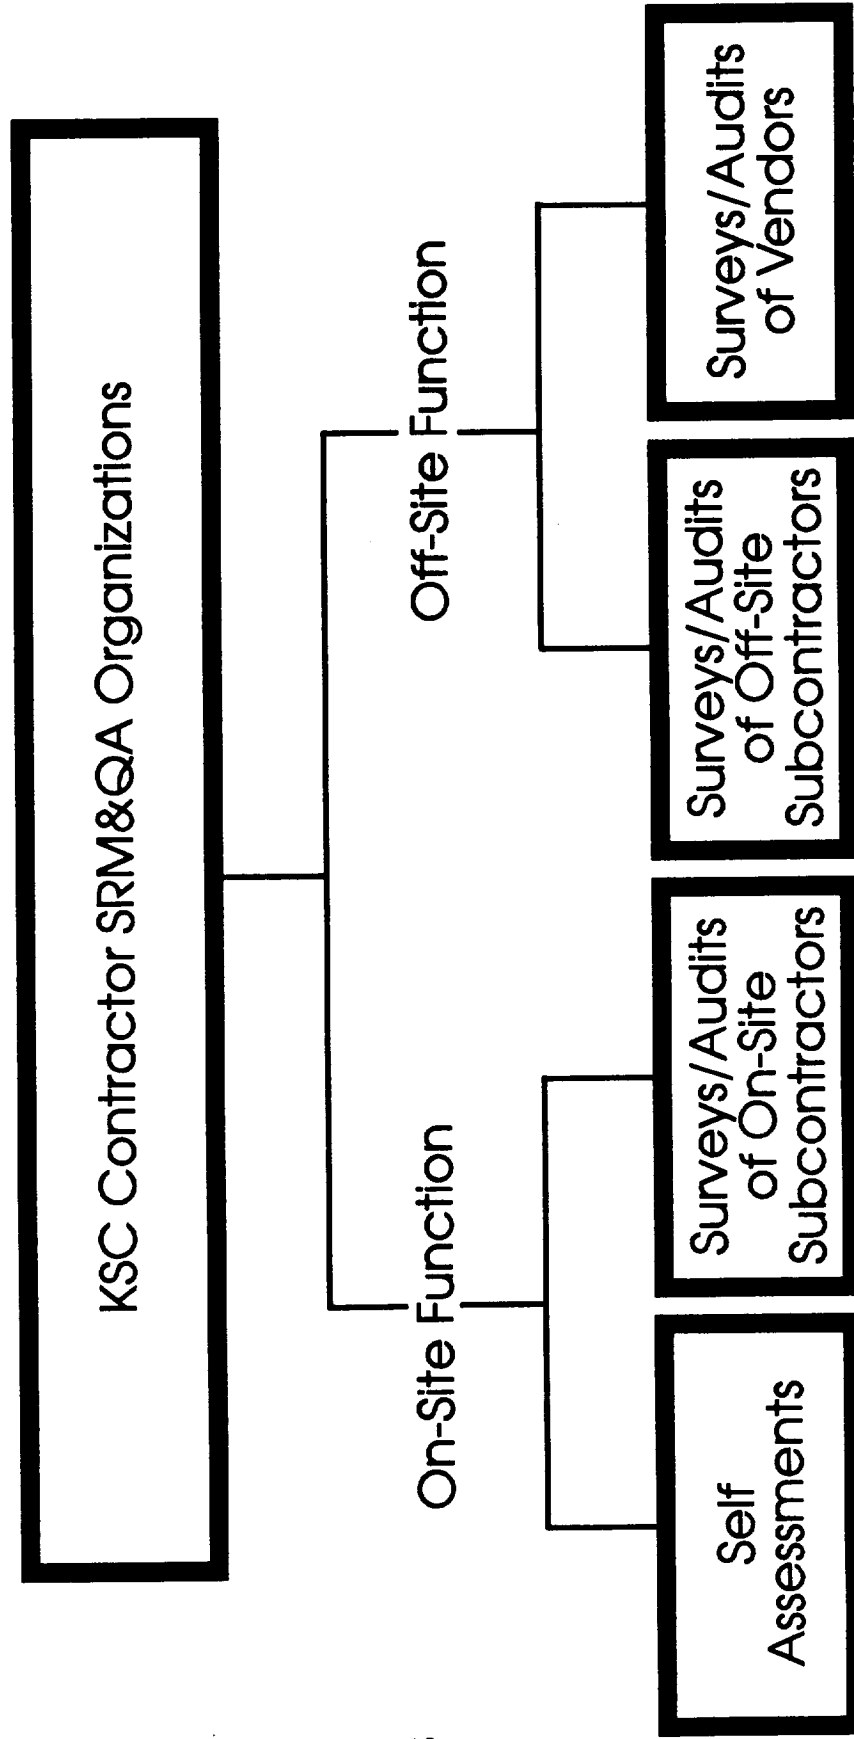 KSC Contractor SRM&QA Organizations
On-Site Function
Off-Site Function
Self
Assessments
Surveys/Audits
of On-Site
Subcontractors
Surveys/Audits
of Off-Site
Subcontractors
Surveys/Audits
of Vendors